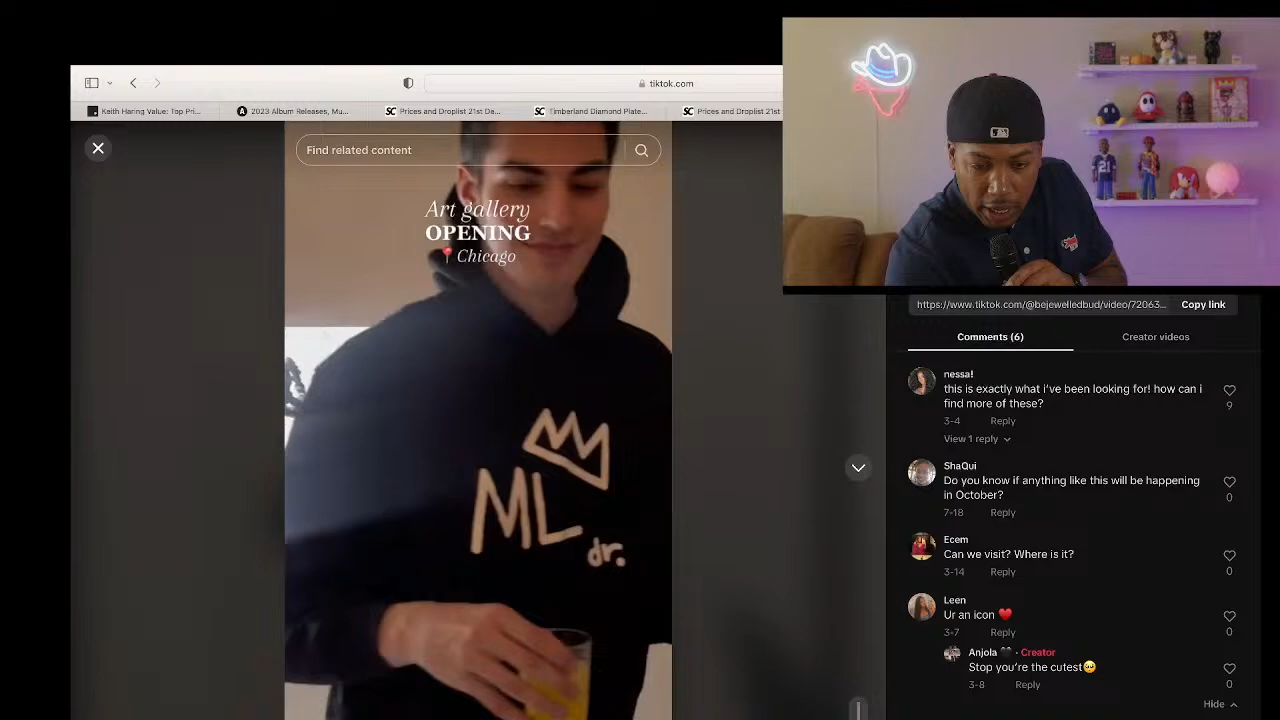 tiktok.com
Keith Haring Value: Top Pri...
2023 Album Releases, Mu...
Prices and Droplist 21st De...
Timberland Diamond Plate...
Prices and Droplist 21st
Find related content
Art gallery
OPENING
Chicago
ML
dr.
21
https://www.tiktok.com/@bejewelledbud/video/72063...
Copy link
Comments (6)
Creator videos
nessa!
this is exactly what i've been looking for! how can i
find more of these?
9
3-4 Reply
View 1 reply
ShaQui
Do you know if anything like this will be happening
in October?
0
7-18 Reply
Ecem
Can we visit? Where is it?
0
3-14 Reply
Leen
Ur an icon ❤️
0
3-7 Reply
Anjola 🖤 · Creator
Stop you're the cutest🥹
0
3-8 Reply
Hide